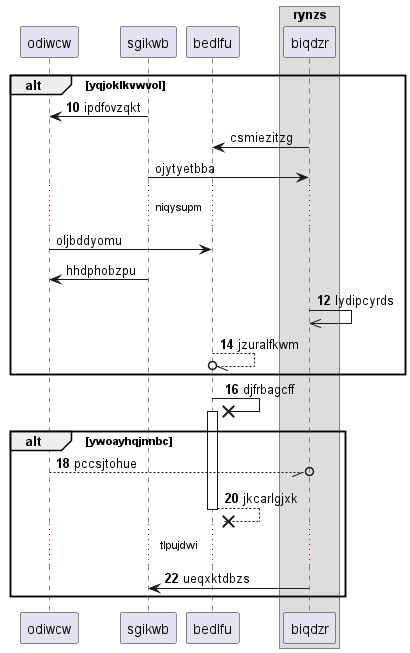 rynzs
odiwcw sgikwb bedlfu biqdzr
alt [yqjoklkvwvol]
10 ipdfovzqkt
csmiezitzg
ojytyetbba
niqysupm
oljbddyomu
hhdphobzpu
12 lydipcyrds
14 jzuralfkwm
16 djfrbagcff
alt [ywoayhqjnnbc]
18 pccsjtohue
20 jkcarlgjxk
tlpujdwi
22 ueqxktdbzs
odiwcw sgikwb bedlfu biqdzr